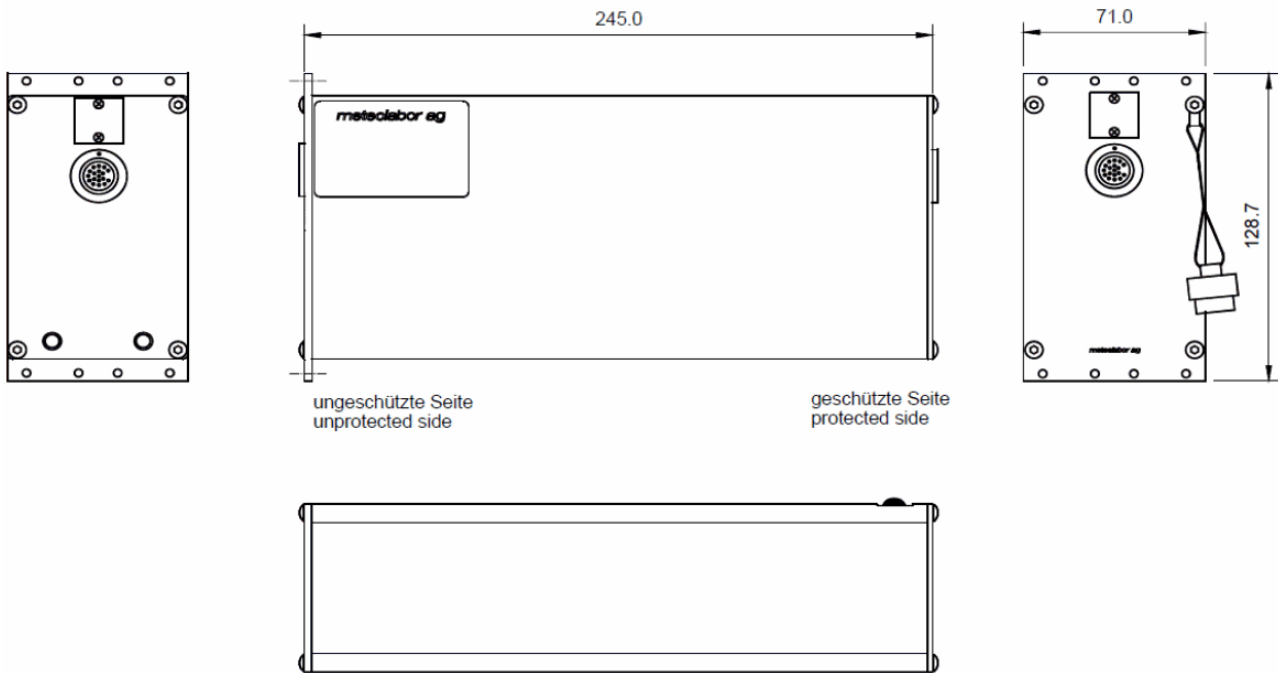 245.0
71.0
meteolabor ag
128.7
meteolabor ag
ungeschützte Seite
unprotected side
geschützte Seite
protected side